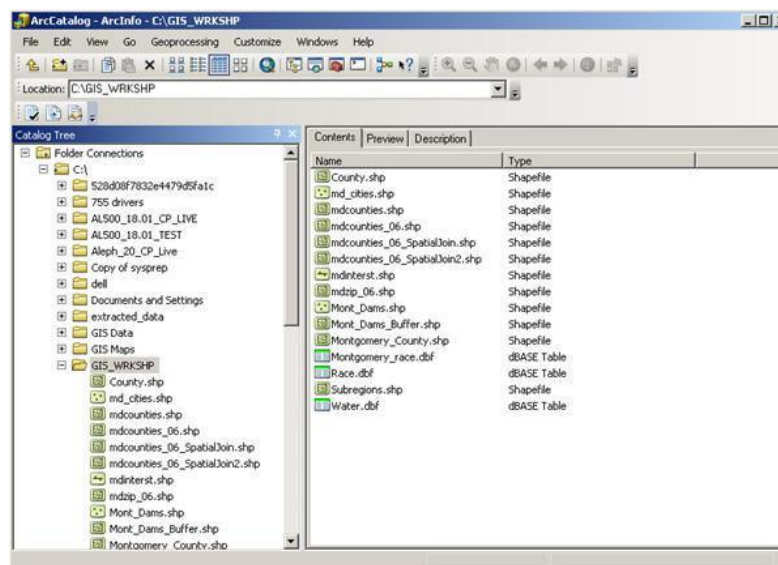 ArcCatalog - ArcInfo - C:\GIS_WRKSHP
File Edit View Go Geoprocessing Customize Windows Help
Location: C:\GIS_WRKSHP
Catalog Tree
Folder Connections
C:\
528d08f7832e4479d5fa1c
755 drivers
AL500_18.01_CP_LIVE
AL500_18.01_TEST
Aleph_20_CP_Live
Copy of sysprep
dell
Documents and Settings
extracted_data
GIS Data
GIS Maps
GIS_WRKSHP
County.shp
md_cities.shp
mdcounties.shp
mdcounties_06.shp
mdcounties_06_SpatialJoin.shp
mdcounties_06_SpatialJoin2.shp
mdinterst.shp
mdzip_06.shp
Mont_Dams.shp
Mont_Dams_Buffer.shp
Montgomery_County.shp
Contents Preview Description
Name Type
County.shp Shapefile
md_cities.shp Shapefile
mdcounties.shp Shapefile
mdcounties_06.shp Shapefile
mdcounties_06_SpatialJoin.shp Shapefile
mdcounties_06_SpatialJoin2.shp Shapefile
mdinterst.shp Shapefile
mdzip_06.shp Shapefile
Mont_Dams.shp Shapefile
Mont_Dams_Buffer.shp Shapefile
Montgomery_County.shp Shapefile
Montgomery_race.dbf dBASE Table
Race.dbf dBASE Table
Subregions.shp Shapefile
Water.dbf dBASE Table